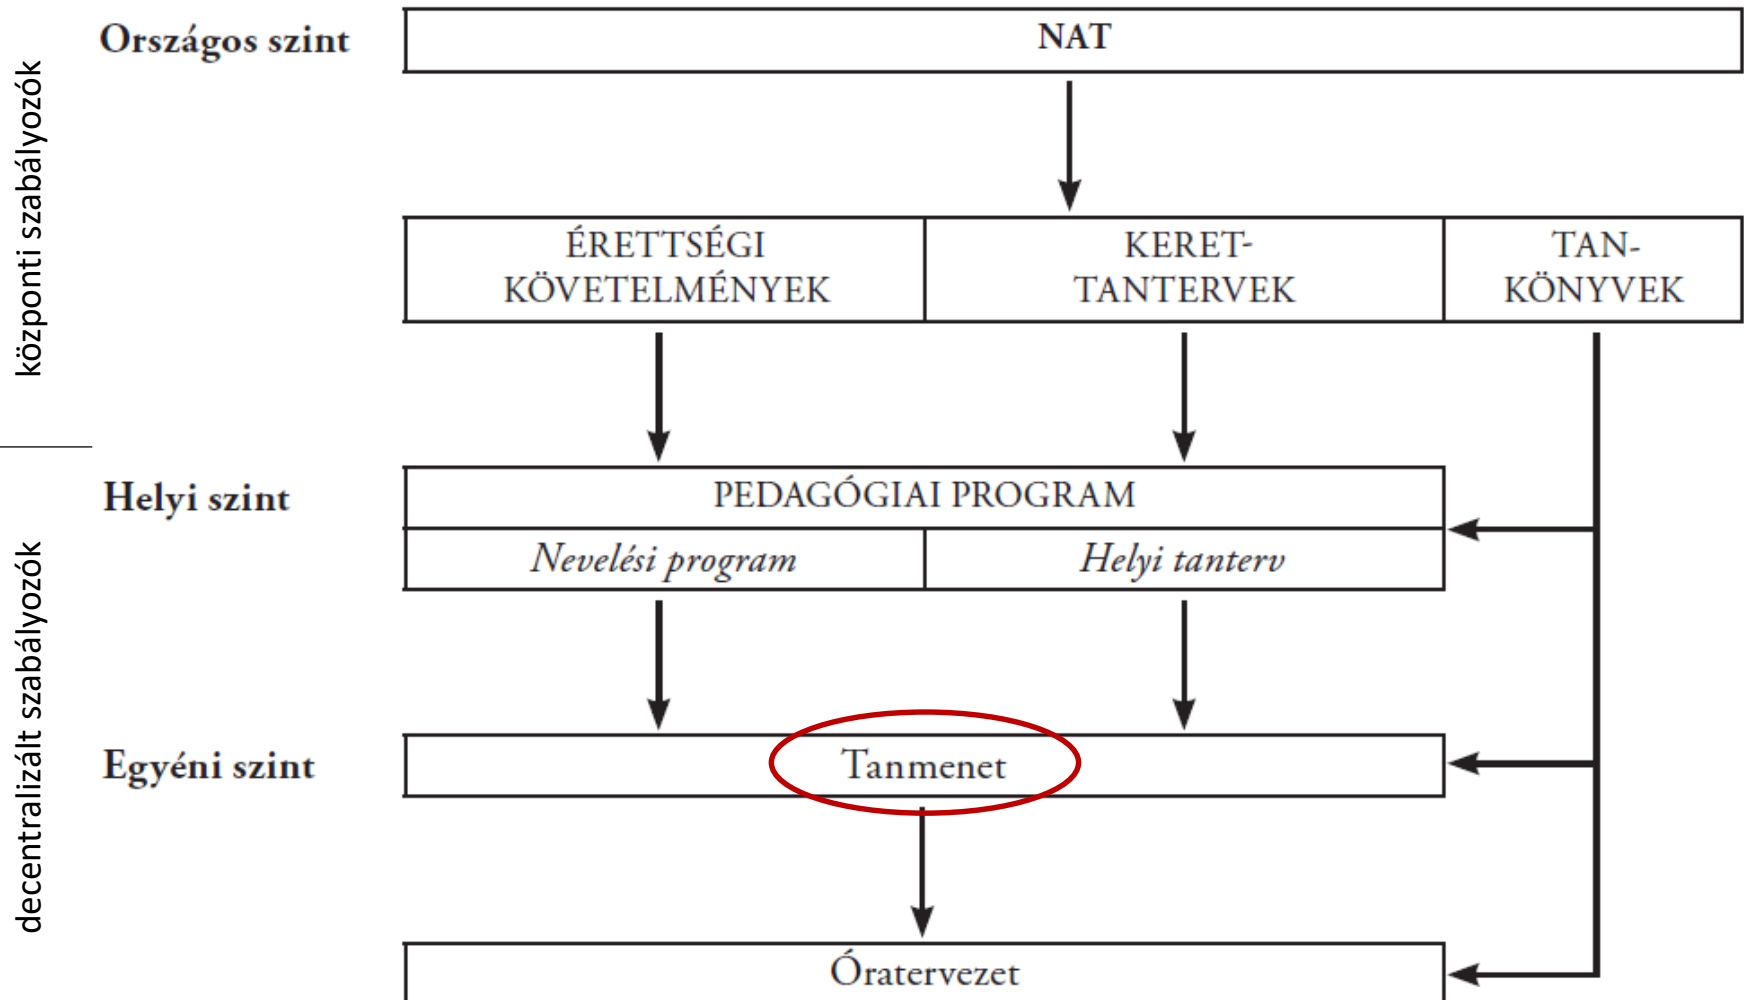 központi szabályozók
Országos szint
NAT
ÉRETTSÉGI
KÖVETELMÉNYEK
KERET-
TANTERVEK
TAN-
KÖNYVEK
decentralizált szabályozók
Helyi szint
PEDAGÓGIAI PROGRAM
Nevelési program
Helyi tanterv
Egyéni szint
Tanmenet
Óratervezet